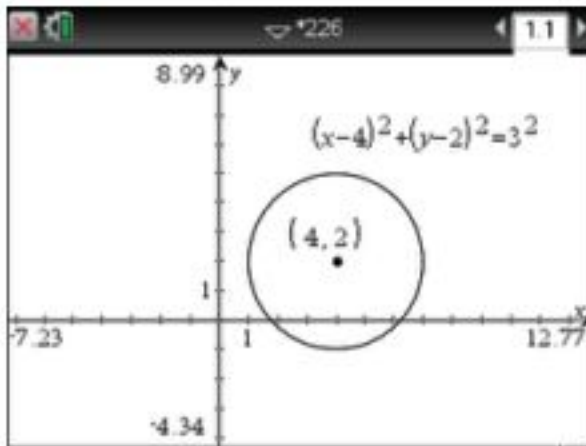 *226 1.1
8.99 y
(x-4)²+(y-2)²=3²
(4,2)
1
x
-7.23 1 12.77
-4.34